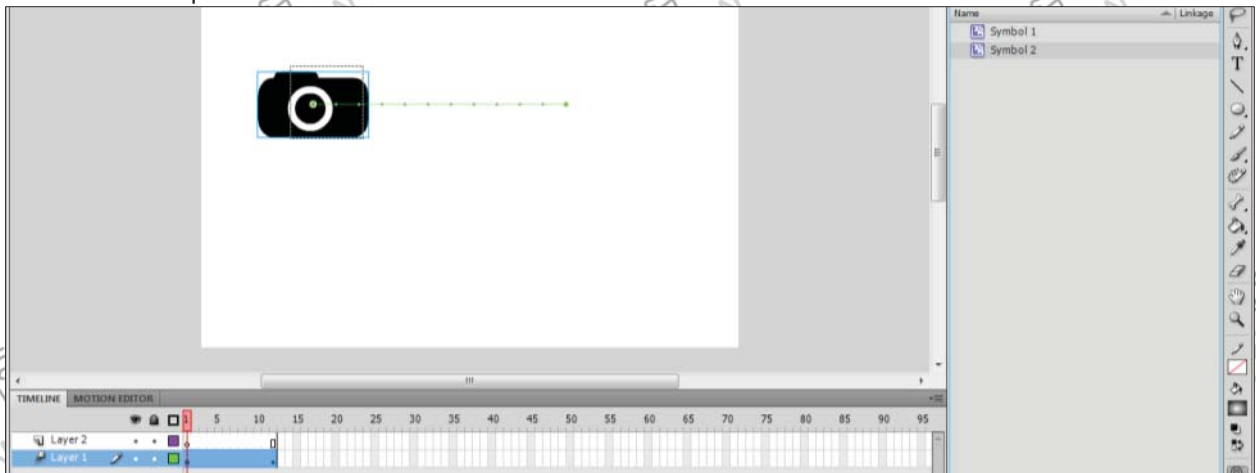 Name Linkage
Symbol 1
Symbol 2
T
TIMELINE MOTION EDITOR
1 5 10 15 20 25 30 35 40 45 50 55 60 65 70 75 80 85 90 95
Layer 2
Layer 1